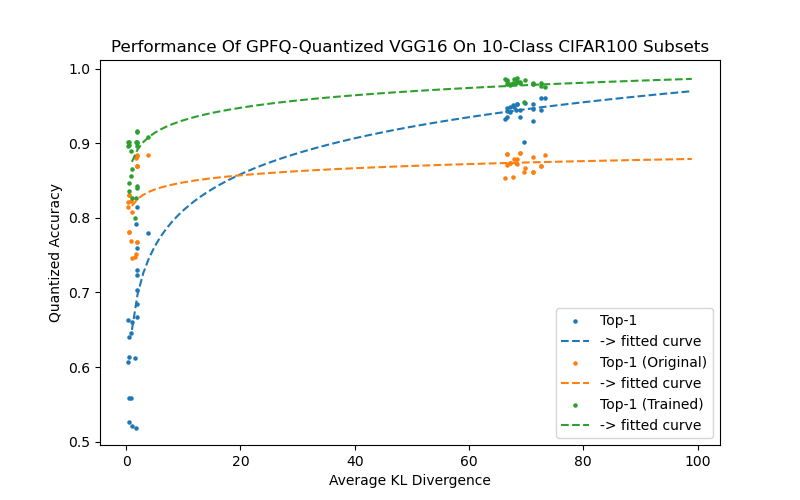 Performance Of GPFQ-Quantized VGG16 On 10-Class CIFAR100 Subsets
1.0
0.9
0.8
0.7
0.6
0.5
Quantized Accuracy
0
20
40
60
80
100
Average KL Divergence
Top-1
-> fitted curve
Top-1 (Original)
-> fitted curve
Top-1 (Trained)
-> fitted curve